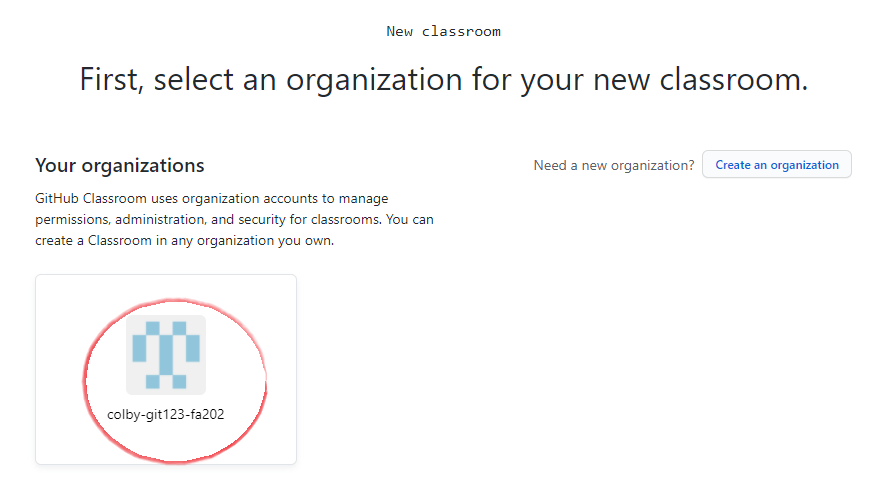 New classroom
First, select an organization for your new classroom.
Your organizations
Need a new organization? Create an organization
GitHub Classroom uses organization accounts to manage
permissions, administration, and security for classrooms. You can
create a Classroom in any organization you own.
colby-git123-fa202